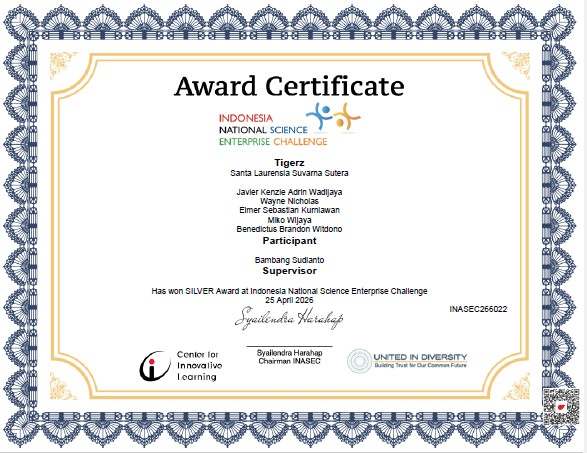 Award Certificate
INDONESIA
NATIONAL SCIENCE
ENTERPRISE CHALLENGE
Tigerz
Santa Laurensia Suvarna Sutera
Javier Kenzie Adrin Wadijaya
Wayne Nicholas
Elmer Sebastian Kurniawan
Miko Wijaya
Benedictus Brandon Witdono
Participant
Bambang Sudianto
Supervisor
Has won SILVER Award at Indonesia National Science Enterprise Challenge
25 April 2026
INASEC266022
Syailendra Harahap
Syailendra Harahap
Chairman INASEC
Center for
Innovative
Learning
UNITED IN DIVERSITY
Building Trust for Our Common Future